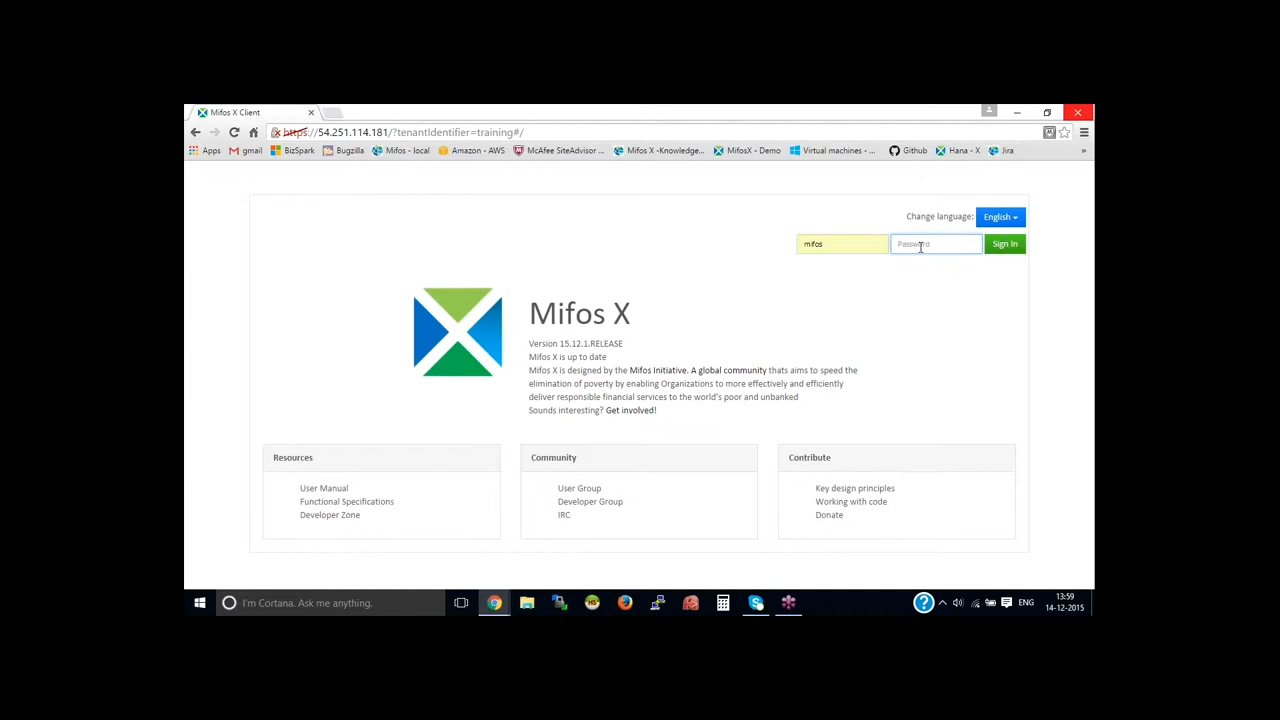 Mifos X Client
https://54.251.114.181/?tenantIdentifier=training#/
Apps gmail BizSpark Bugzilla Mifos - local Amazon - AWS McAfee SiteAdvisor ... Mifos X -Knowledge... MifosX - Demo Virtual machines - ... Github Hana - X Jira »
Change language: English
mifos Password Sign In
Mifos X
Version 15.12.1.RELEASE
Mifos X is up to date
Mifos X is designed by the Mifos Initiative. A global community thats aims to speed the
elimination of poverty by enabling Organizations to more effectively and efficiently
deliver responsible financial services to the world's poor and unbanked
Sounds interesting? Get involved!
Resources
User Manual
Functional Specifications
Developer Zone
Community
User Group
Developer Group
IRC
Contribute
Key design principles
Working with code
Donate
I'm Cortana. Ask me anything.
ENG
13:59
14-12-2015